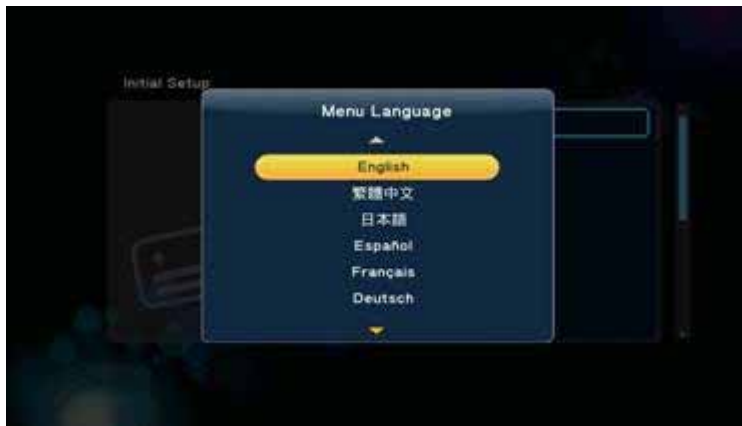 Initial Setup
Menu Language
English
繁體中文
日本語
Español
Français
Deutsch